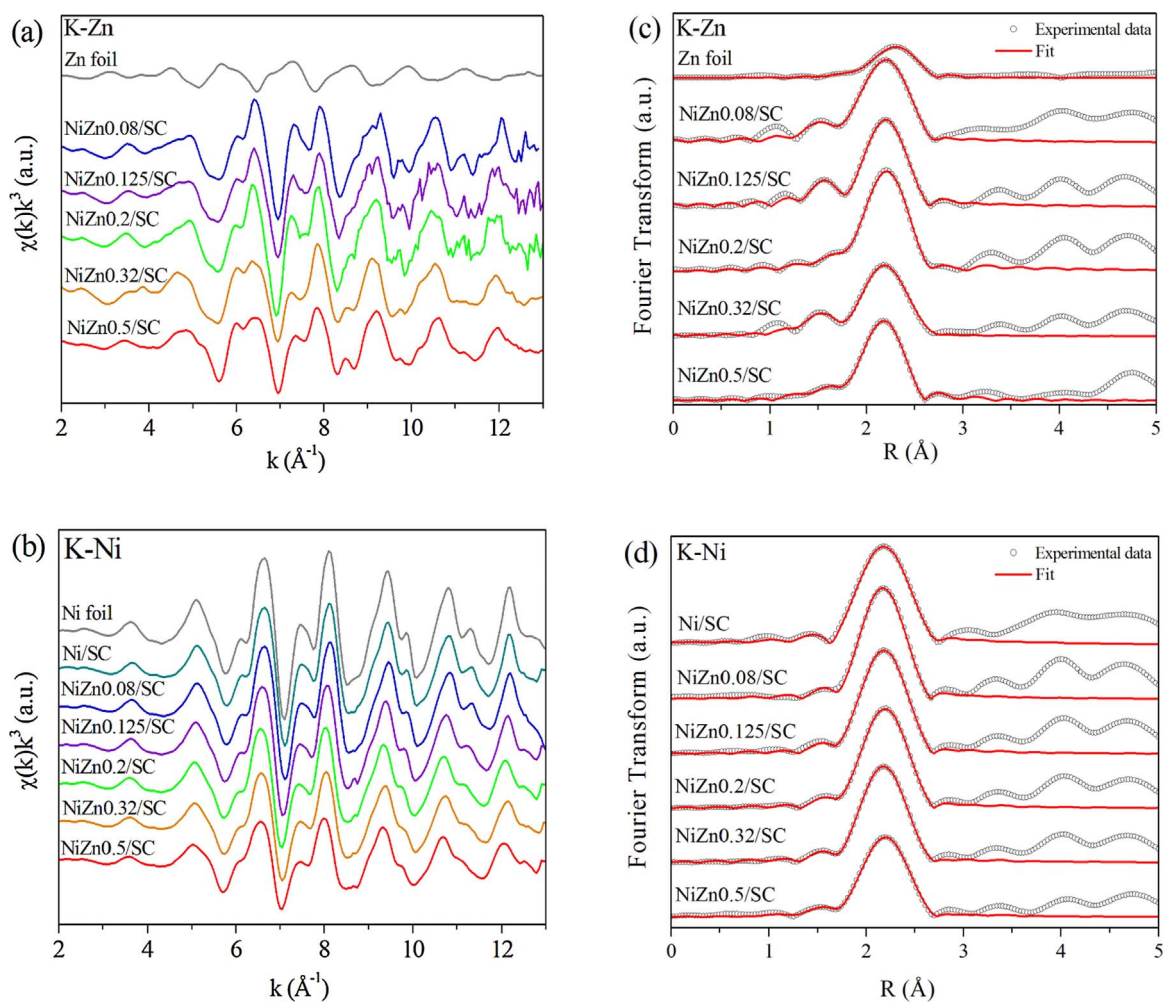 (a)
K-Zn
Zn foil
NiZn0.08/SC
NiZn0.125/SC
NiZn0.2/SC
NiZn0.32/SC
NiZn0.5/SC
χ(k)k³ (a.u.)
2 4 6 8 10 12
k (Å⁻¹)
(c)
K-Zn
Zn foil
Experimental data
Fit
NiZn0.08/SC
NiZn0.125/SC
NiZn0.2/SC
NiZn0.32/SC
NiZn0.5/SC
Fourier Transform (a.u.)
0 1 2 3 4 5
R (Å)
(b)
K-Ni
Ni foil
Ni/SC
NiZn0.08/SC
NiZn0.125/SC
NiZn0.2/SC
NiZn0.32/SC
NiZn0.5/SC
χ(k)k³ (a.u.)
2 4 6 8 10 12
k (Å⁻¹)
(d)
K-Ni
Experimental data
Fit
Ni/SC
NiZn0.08/SC
NiZn0.125/SC
NiZn0.2/SC
NiZn0.32/SC
NiZn0.5/SC
Fourier Transform (a.u.)
0 1 2 3 4 5
R (Å)